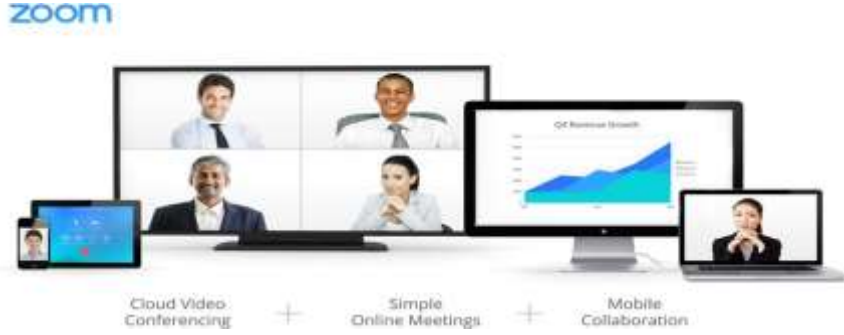 zoom
Q4 Revenue Growth
Cloud Video
Conferencing
+
Simple
Online Meetings
+
Mobile
Collaboration